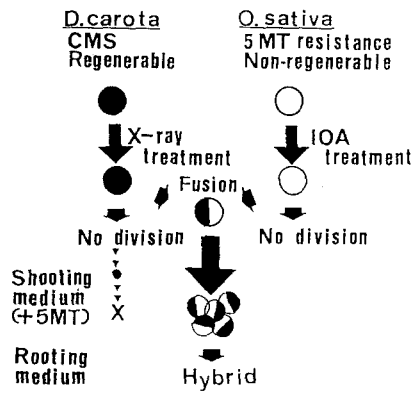 D.carota O.sativa
CMS 5MT resistance
Regenerable Non-regenerable
X-ray treatment IOA treatment
Fusion
No division No division
Shooting medium (+5MT) X
Rooting medium Hybrid